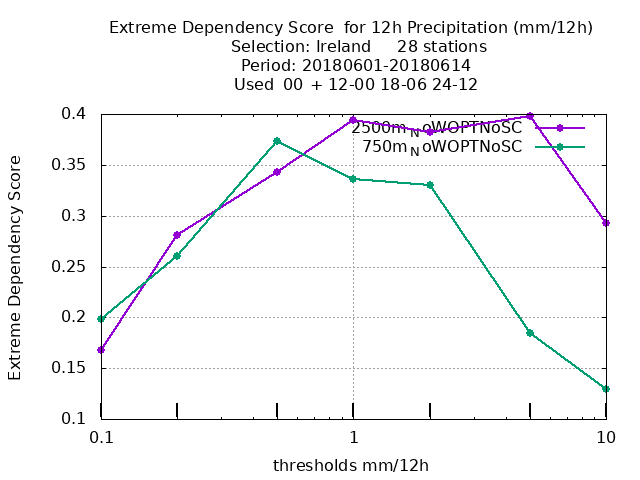 Extreme Dependency Score  for 12h Precipitation (mm/12h)
Selection: Ireland     28 stations
Period: 20180601-20180614
Used  00  + 12-00 18-06 24-12
2500m_NoWOPTNoSC
750m_NoWOPTNoSC
Extreme Dependency Score
0.4
0.35
0.3
0.25
0.2
0.15
0.1
0.1 1 10
thresholds mm/12h